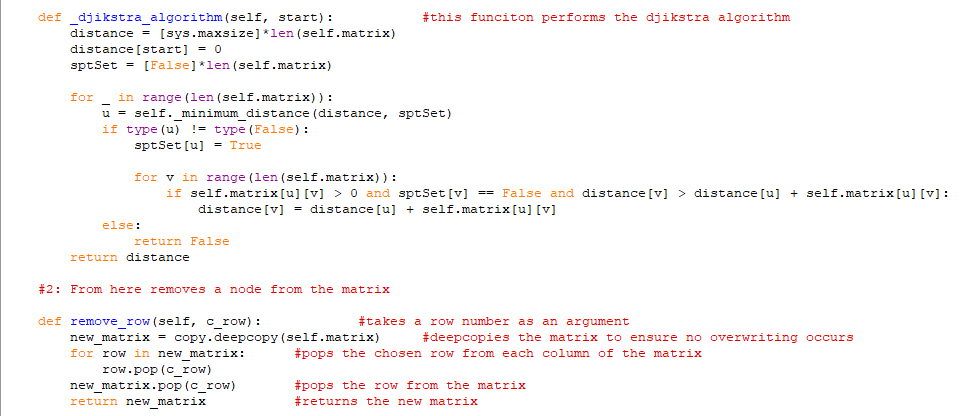 def _djikstra_algorithm(self, start):           #this funciton performs the djikstra algorithm
    distance = [sys.maxsize]*len(self.matrix)
    distance[start] = 0
    sptSet = [False]*len(self.matrix)

    for _ in range(len(self.matrix)):
        u = self._minimum_distance(distance, sptSet)
        if type(u) != type(False):
            sptSet[u] = True

            for v in range(len(self.matrix)):
                if self.matrix[u][v] > 0 and sptSet[v] == False and distance[v] > distance[u] + self.matrix[u][v]:
                    distance[v] = distance[u] + self.matrix[u][v]
        else:
            return False
    return distance

#2: From here removes a node from the matrix

def remove_row(self, c_row):            #takes a row number as an argument
    new_matrix = copy.deepcopy(self.matrix)     #deepcopies the matrix to ensure no overwriting occurs
    for row in new_matrix:      #pops the chosen row from each column of the matrix
        row.pop(c_row)
    new_matrix.pop(c_row)       #pops the row from the matrix
    return new_matrix           #returns the new matrix